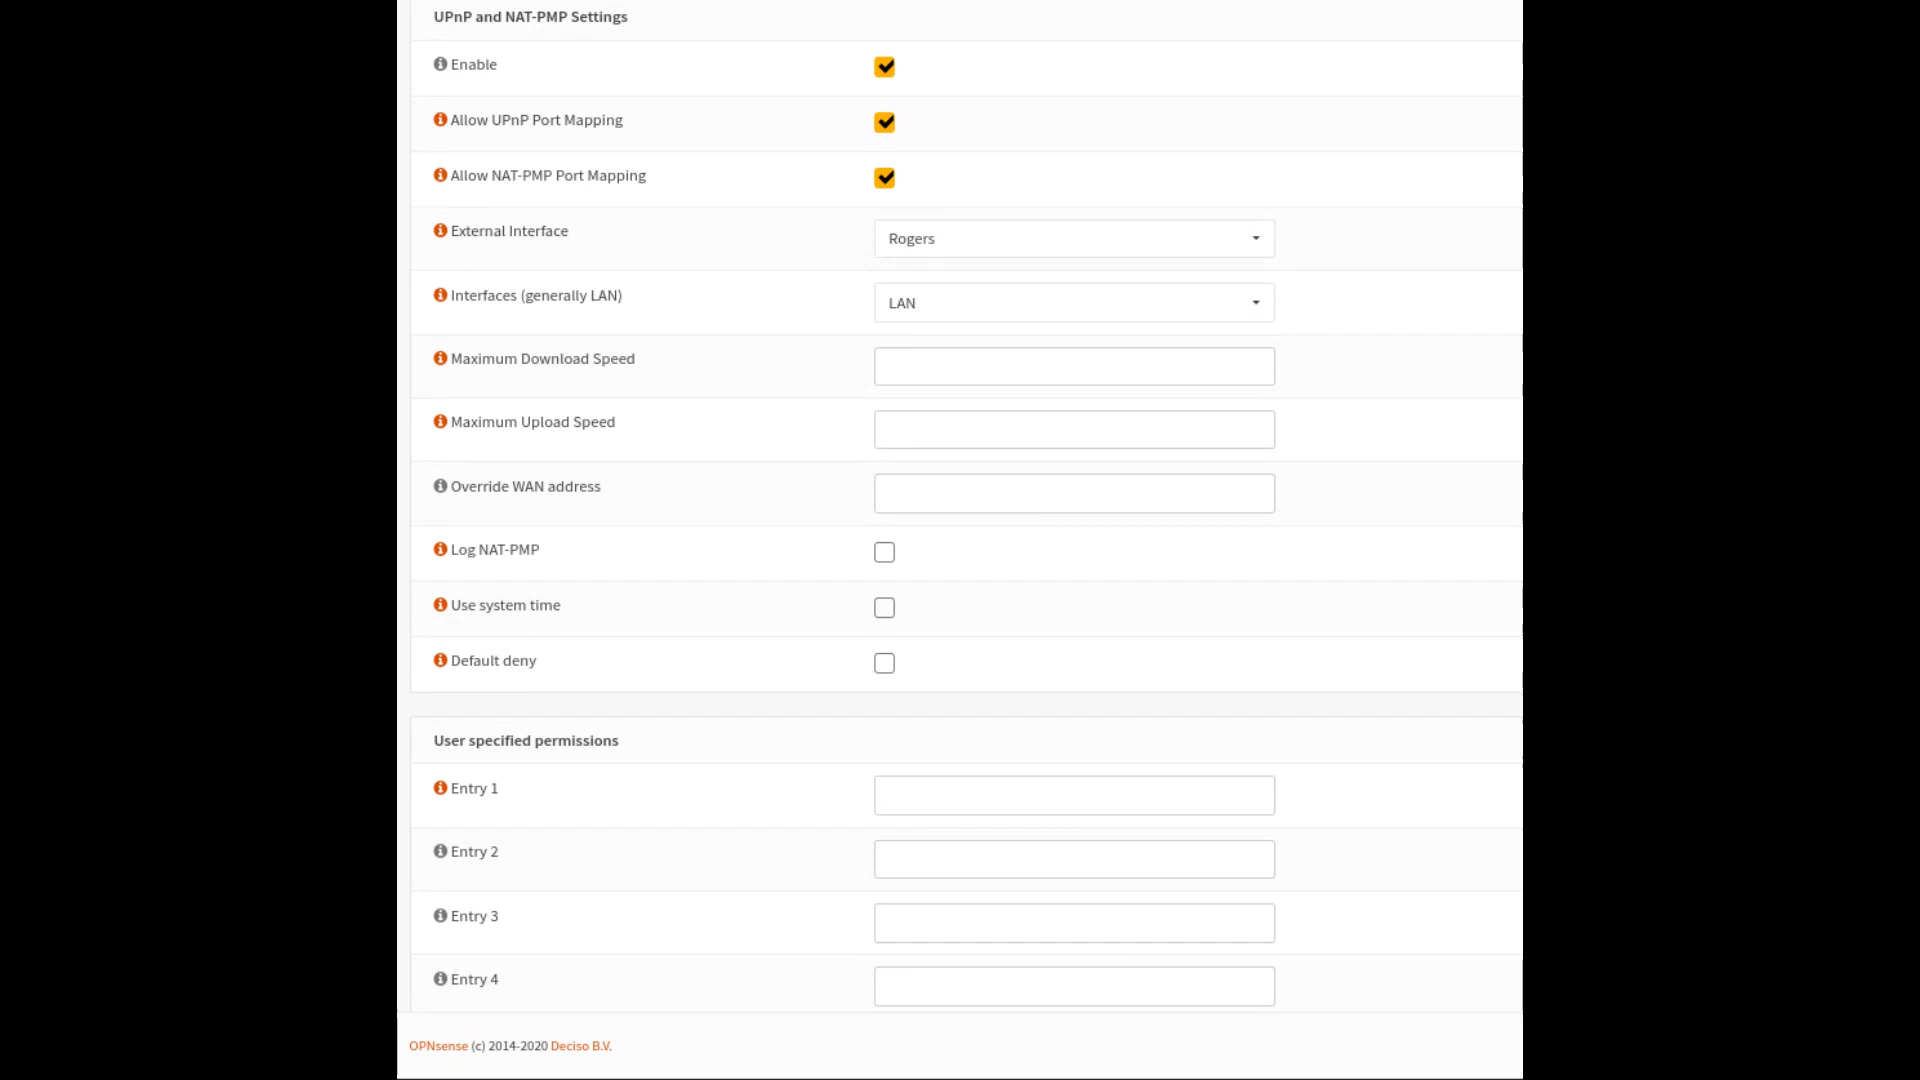 UPnP and NAT-PMP Settings
Enable
Allow UPnP Port Mapping
Allow NAT-PMP Port Mapping
External Interface
Rogers
Interfaces (generally LAN)
LAN
Maximum Download Speed
Maximum Upload Speed
Override WAN address
Log NAT-PMP
Use system time
Default deny
User specified permissions
Entry 1
Entry 2
Entry 3
Entry 4
OPNsense (c) 2014-2020 Deciso B.V.